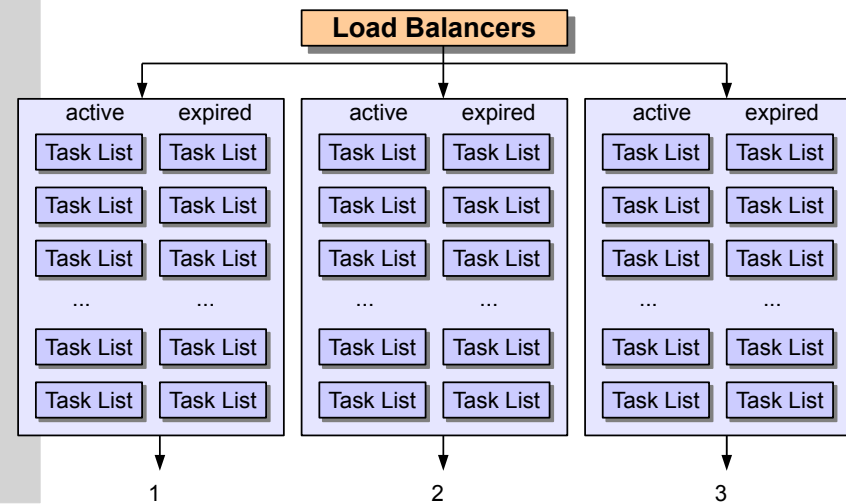 Load Balancers
active expired active expired active expired
Task List Task List Task List Task List Task List Task List
Task List Task List Task List Task List Task List Task List
Task List Task List Task List Task List Task List Task List
... ... ... ... ... ...
Task List Task List Task List Task List Task List Task List
Task List Task List Task List Task List Task List Task List
1 2 3